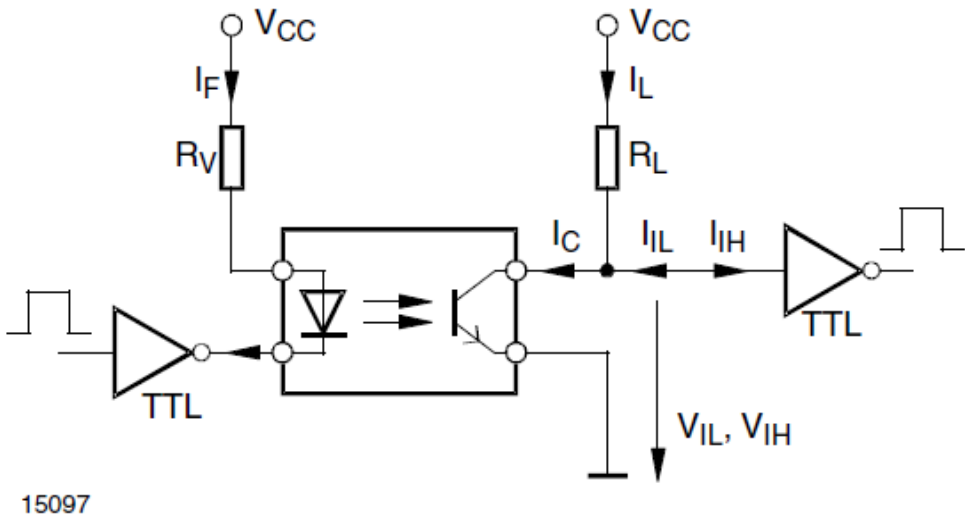 VCC
VCC
IF
IL
RV
RL
IC
IIL
IIH
TTL
TTL
VIL, VIH
15097